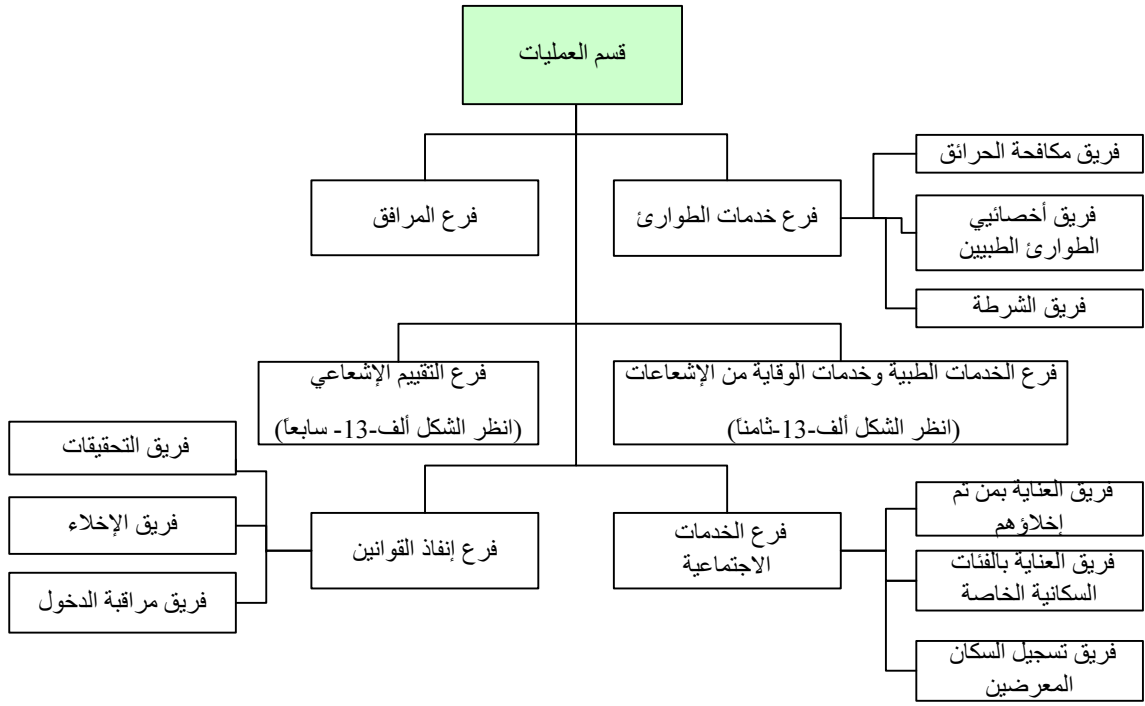 قسم العمليات
فرع خدمات الطوارئ
فرع المرافق
فريق مكافحة الحرائق
فريق أخصائيي
الطوارئ الطبيين
فريق الشرطة
فرع الخدمات الطبية وخدمات الوقاية من الإشعاعات
(انظر الشكل ألف-13-ثامناً)
فرع التقييم الإشعاعي
(انظر الشكل ألف-13- سابعاً)
فرع الخدمات
الاجتماعية
فريق العناية بمن تم
إخلاؤهم
فريق العناية بالفئات
السكانية الخاصة
فريق تسجيل السكان
المعرضين
فرع إنفاذ القوانين
فريق التحقيقات
فريق الإخلاء
فريق مراقبة الدخول